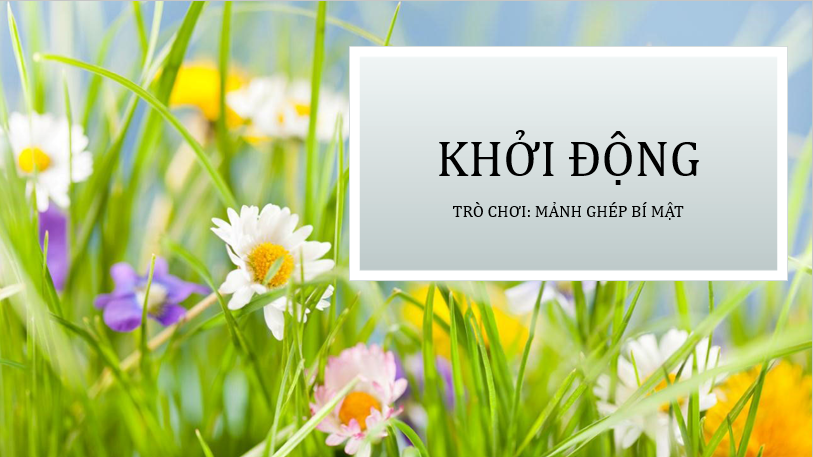 KHỞI ĐỘNG
TRÒ CHƠI: MẢNH GHÉP BÍ MẬT